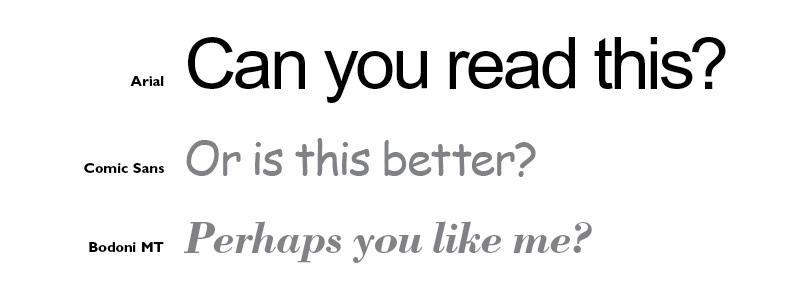 Arial Can you read this?
Comic Sans Or is this better?
Bodoni MT Perhaps you like me?